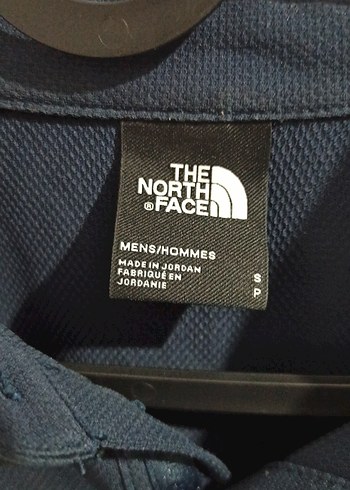 THE
NORTH
®FACE
MENS/HOMMES
MADE IN JORDAN
FABRIQUÉ EN
JORDANIE
S
P